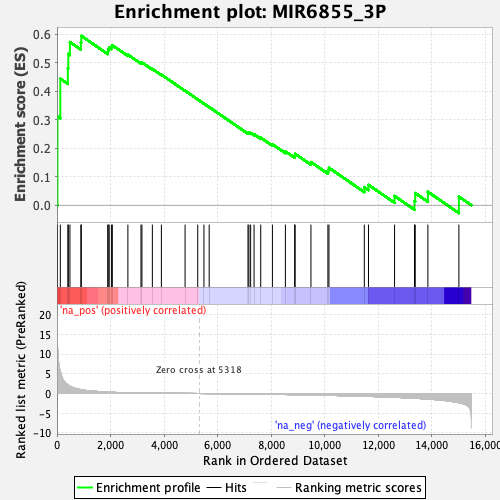 Enrichment plot: MIR6855_3P
Enrichment score (ES)
0.6
0.5
0.4
0.3
0.2
0.1
0.0
'na_pos' (positively correlated)
Ranked list metric (PreRanked)
20
15
10
5
0
-5
-10
Zero cross at 5318
'na_neg' (negatively correlated)
0 2,000 4,000 6,000 8,000 10,000 12,000 14,000 16,000
Rank in Ordered Dataset
Enrichment profile Hits Ranking metric scores